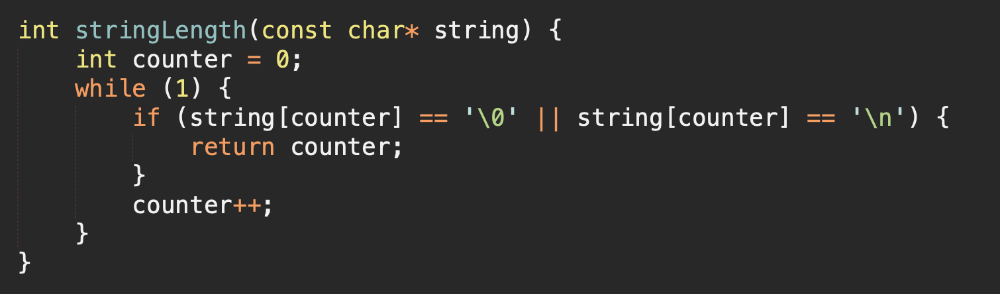 int stringLength(const char* string) {
    int counter = 0;
    while (1) {
        if (string[counter] == '\0' || string[counter] == '\n') {
            return counter;
        }
        counter++;
    }
}